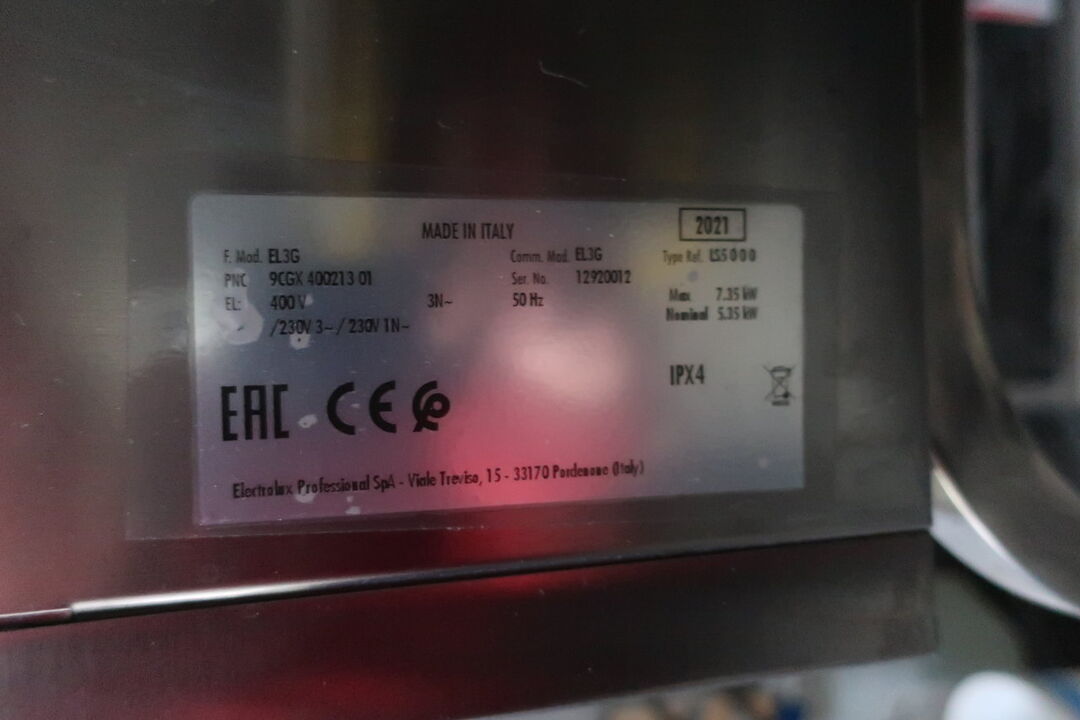 MADE IN ITALY
2021
F. Mod. EL3G Comm. Mod. EL3G Type Ref. LS5000
PNC 9CGX 400213 01 Ser. No. 12920012
EL: 400 V 3N~ 50 Hz Max 7.35 kW
/230V 3~/ 230V 1N~ Nominal 5.35 kW
IPX4
EAC CE
Electrolux Professional SpA - Viale Treviso, 15 - 33170 Pordenone (Italy)